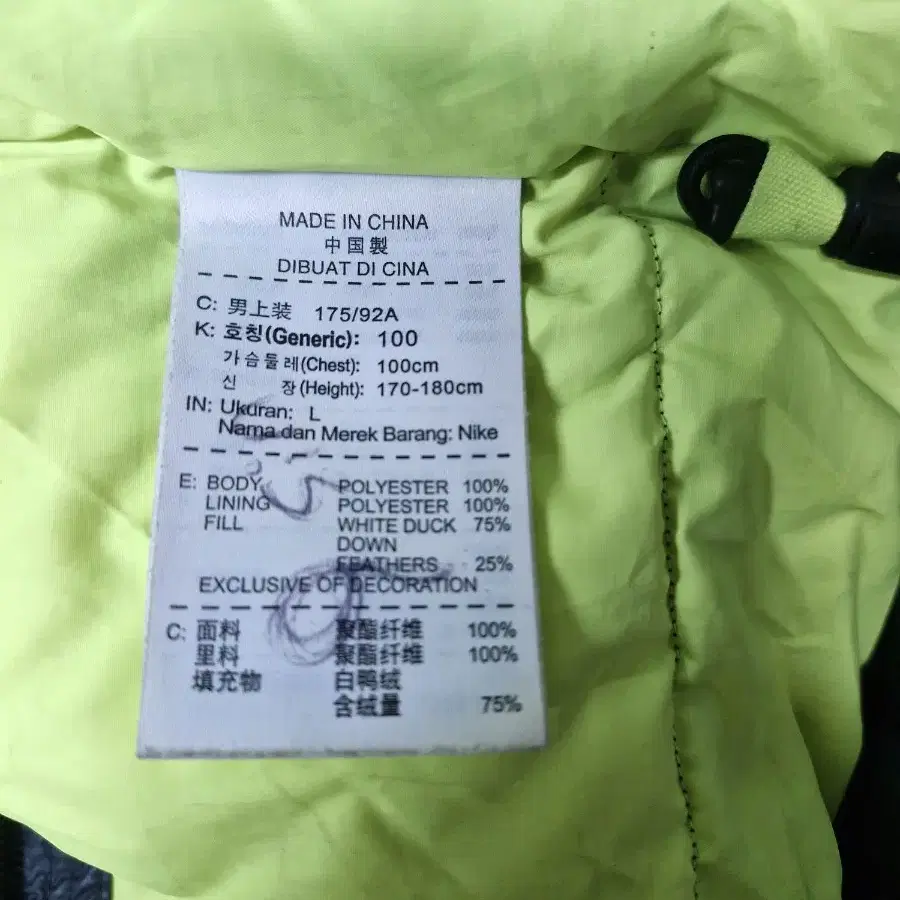 MADE IN CHINA
中国製
DIBUAT DI CINA
C: 男上装 175/92A
K: 호칭(Generic): 100
가슴둘레(Chest): 100cm
신 장(Height): 170-180cm
IN: Ukuran: L
Nama dan Merek Barang: Nike
E: BODY POLYESTER 100%
LINING POLYESTER 100%
FILL WHITE DUCK 75%
DOWN
FEATHERS 25%
EXCLUSIVE OF DECORATION
C: 面料 聚酯纤维 100%
里料 聚酯纤维 100%
填充物 白鸭绒
含绒量 75%